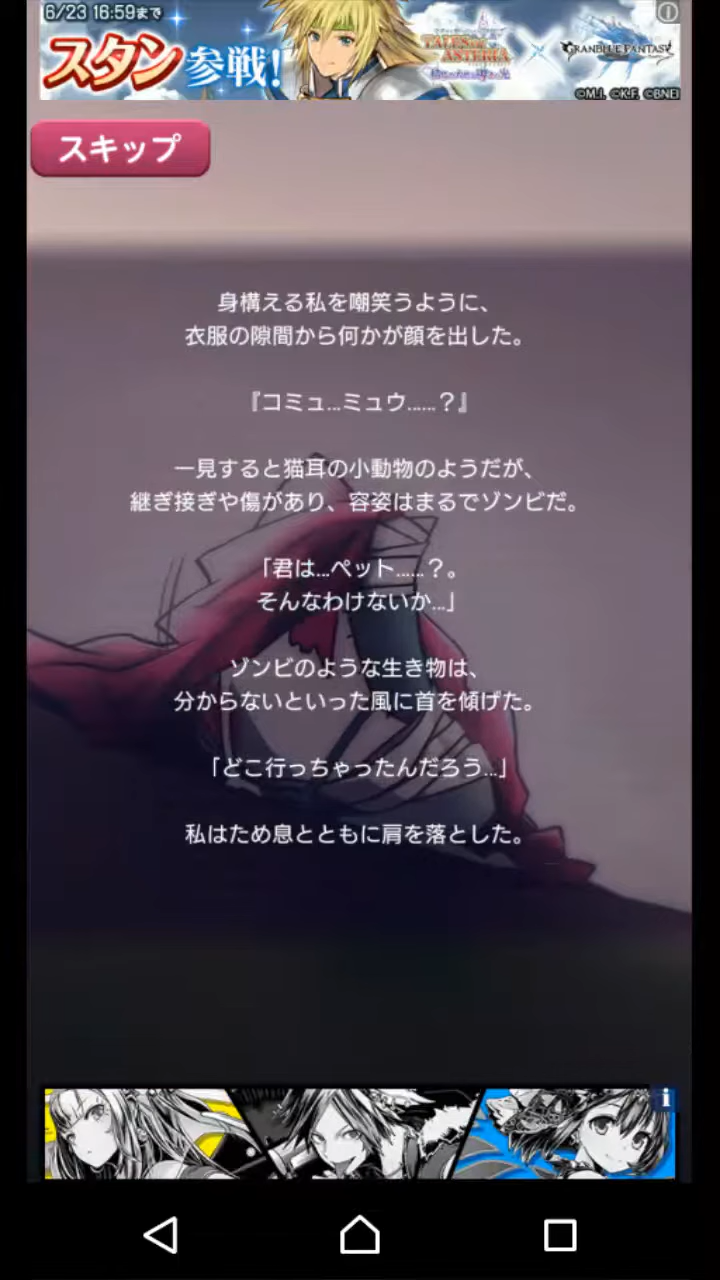 6/23 16:59まで
スタン参戦!
TALES OF
ASTERIA
GRANBLUE FANTASY
©M.I. ©K.F. ©BNEI
スキップ
身構える私を嘲笑うように、
衣服の隙間から何かが顔を出した。
『コミュ…ミュウ……？』
一見すると猫耳の小動物のようだが、
継ぎ接ぎや傷があり、容姿はまるでゾンビだ。
「君は…ペット……？。
そんなわけないか…」
ゾンビのような生き物は、
分からないといった風に首を傾げた。
「どこ行っちゃったんだろう…」
私はため息とともに肩を落とした。